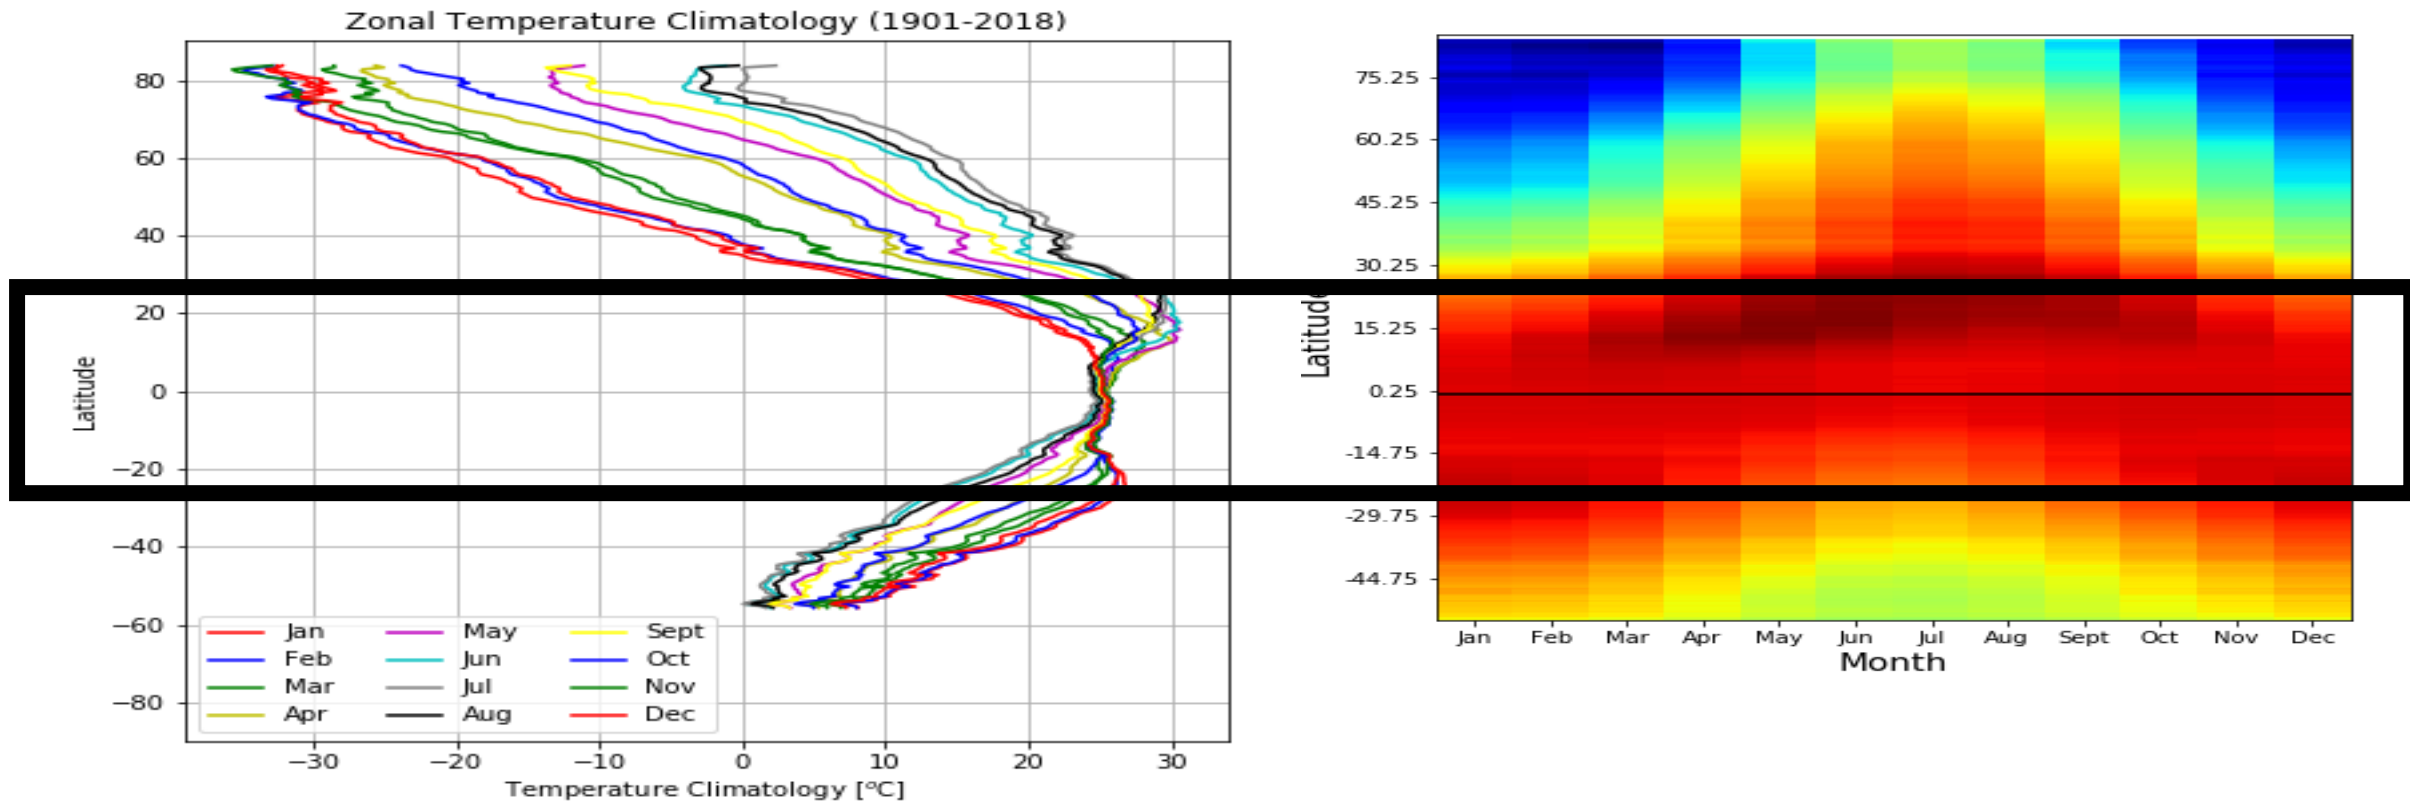 Zonal Temperature Climatology (1901-2018)
80
60
40
20
0
−20
−40
−60
−80
Latitude
Jan May Sept
Feb Jun Oct
Mar Jul Nov
Apr Aug Dec
−30 −20 −10 0 10 20 30
Temperature Climatology [°C]
75.25
60.25
45.25
30.25
15.25
0.25
-14.75
-29.75
-44.75
Latitude
Jan Feb Mar Apr May Jun Jul Aug Sept Oct Nov Dec
Month